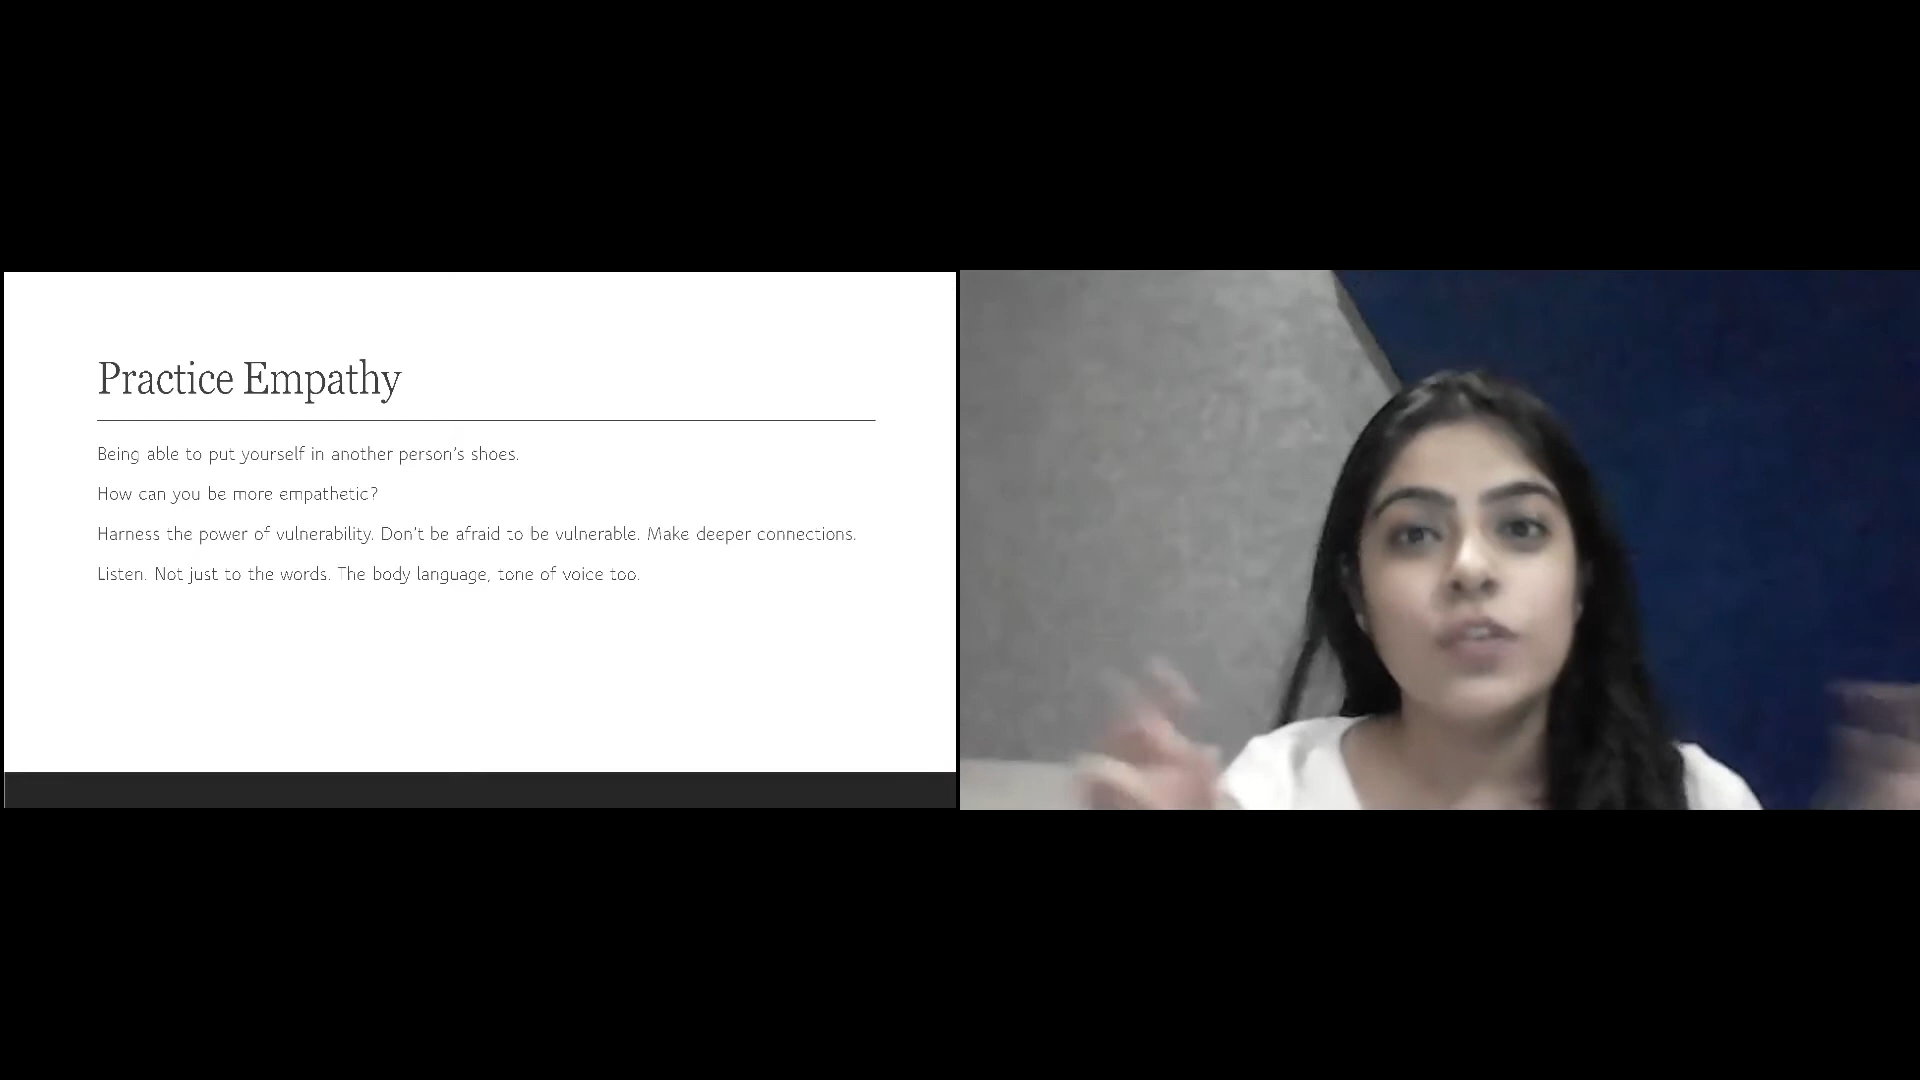 Practice Empathy
Being able to put yourself in another person's shoes.
How can you be more empathetic?
Harness the power of vulnerability. Don't be afraid to be vulnerable. Make deeper connections.
Listen. Not just to the words. The body language, tone of voice too.